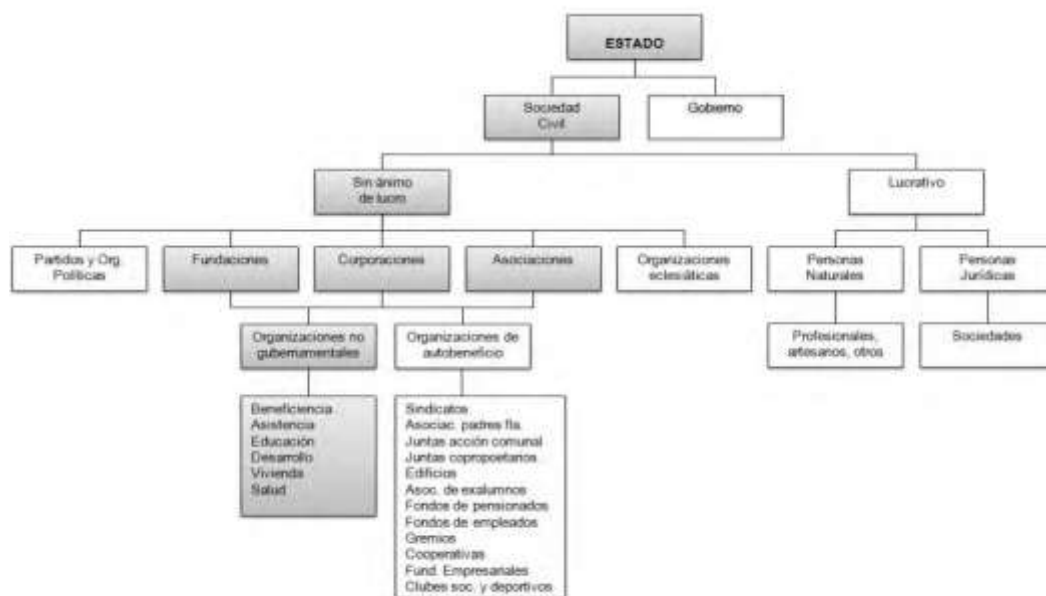 ESTADO
Sociedad
Civil
Gobierno
Sin ánimo
de lucro
Lucrativo
Partidos y Org.
Políticas
Fundaciones
Corporaciones
Asociaciones
Organizaciones
eclesiáticas
Personas
Naturales
Personas
Jurídicas
Organizaciones no
gubernamentales
Organizaciones de
autobeneficio
Profesionales,
artesanos, otros
Sociedades
Beneficiencia
Asistencia
Educación
Desarrollo
Vivienda
Salud
Sindicatos
Asociac. padres fla.
Juntas acción comunal
Juntas copropoetarios
Edificios
Asoc. de exalumnos
Fondos de pensionados
Fondos de empleados
Gremios
Cooperativas
Fund. Empresariales
Clubes soc. y deportivos